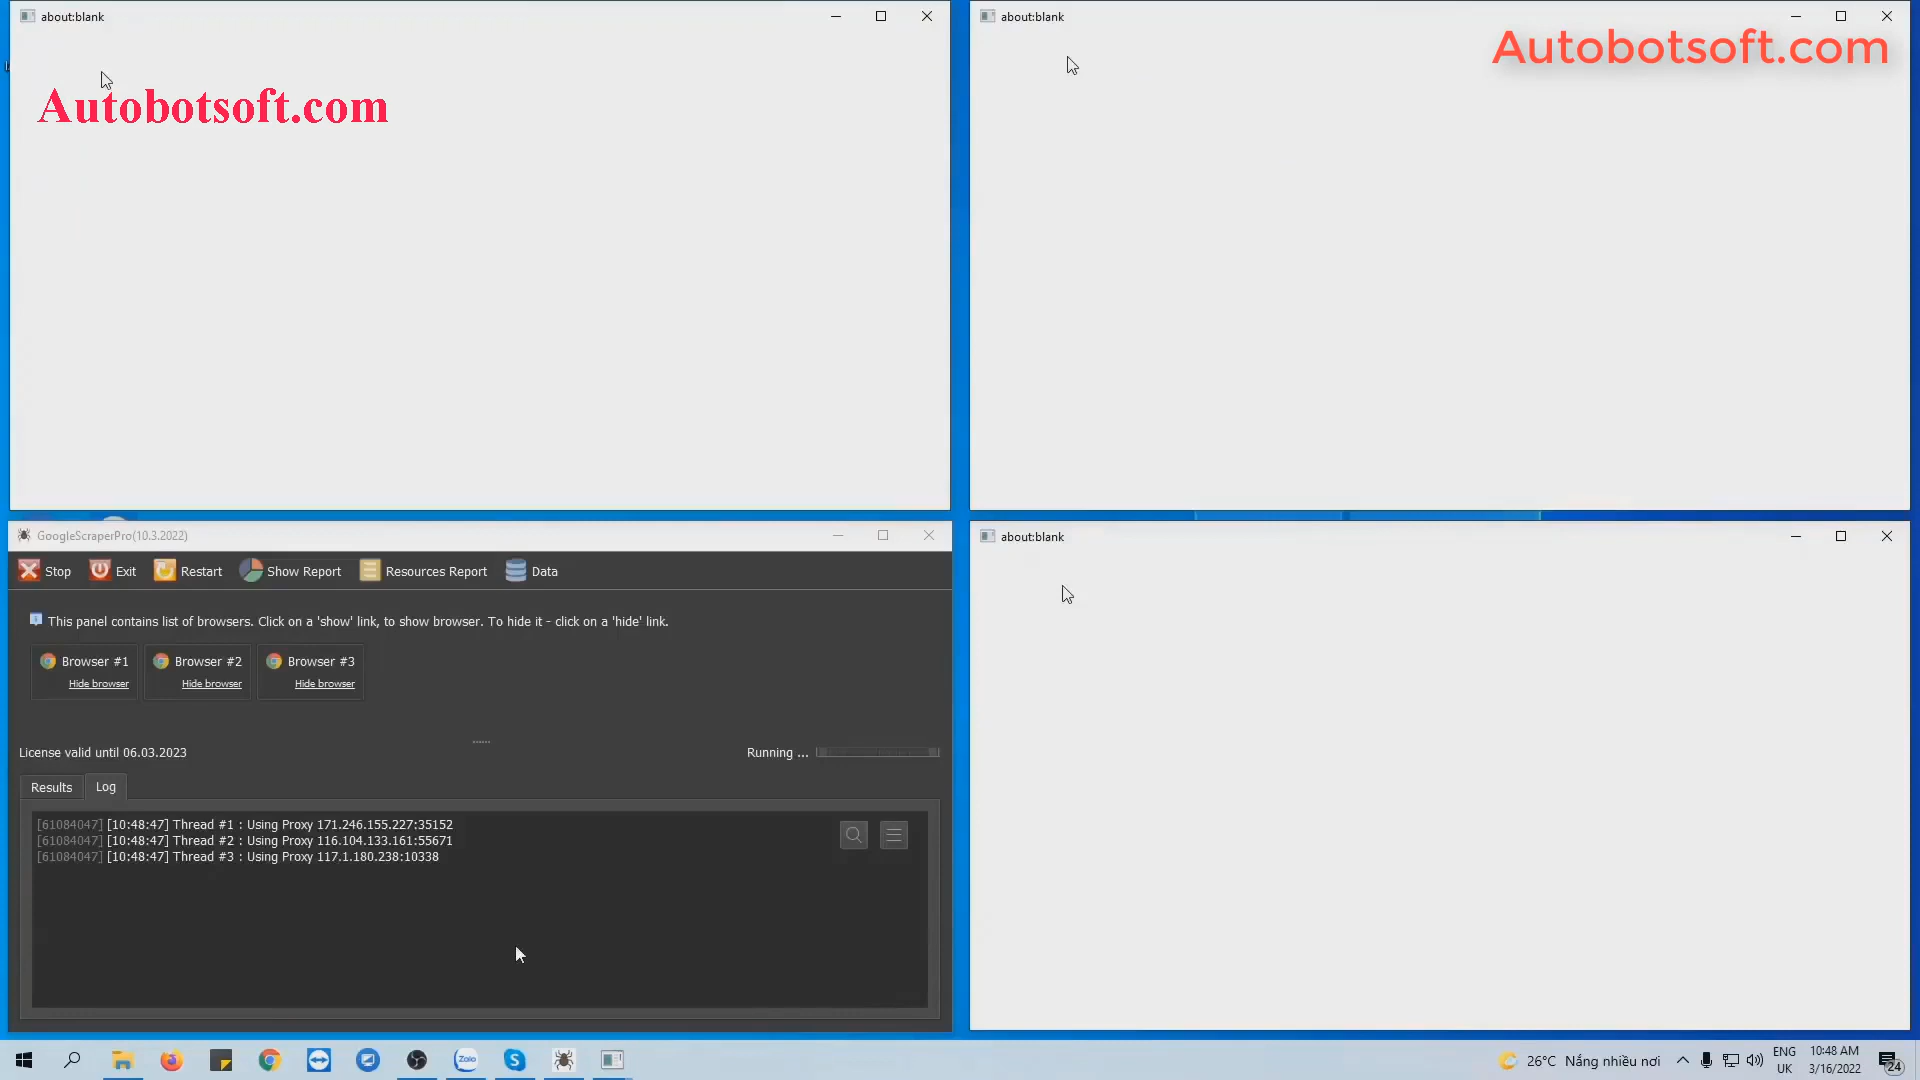 about:blank
Autobotsoft.com
about:blank
Autobotsoft.com
GoogleScraperPro(10.3.2022)
Stop Exit Restart Show Report Resources Report Data
This panel contains list of browsers. Click on a 'show' link, to show browser. To hide it - click on a 'hide' link.
Browser #1 Browser #2 Browser #3
Hide browser Hide browser Hide browser
License valid until 06.03.2023
Running ...
Results Log
[61084047] [10:48:47] Thread #1 : Using Proxy 171.246.155.227:35152
[61084047] [10:48:47] Thread #2 : Using Proxy 116.104.133.161:55671
[61084047] [10:48:47] Thread #3 : Using Proxy 117.1.180.238:10338
about:blank
Zalo
26°C Nắng nhiều nơi
ENG
UK
10:48 AM
3/16/2022
24